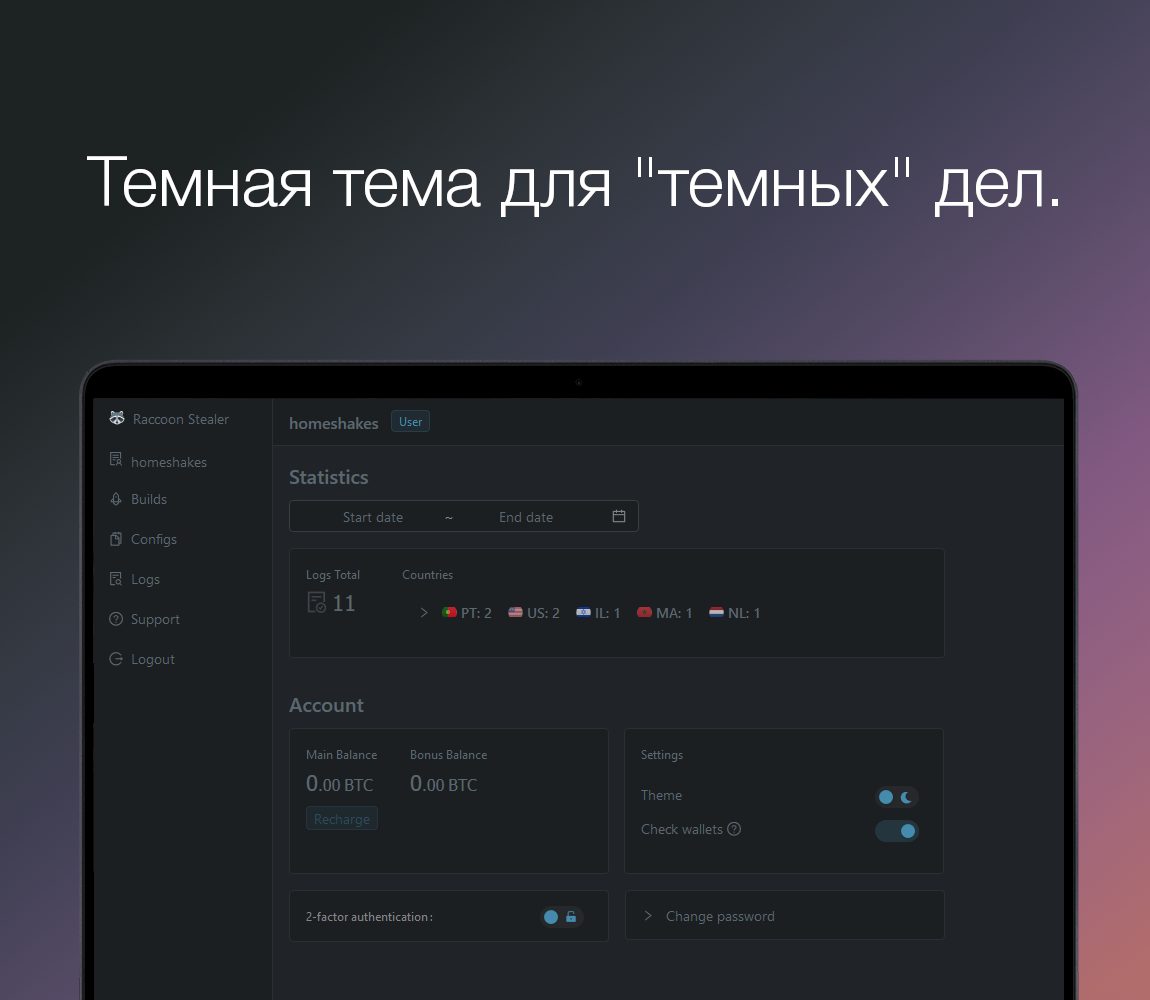 Темная тема для "темных" дел.
Raccoon Stealer
homeshakes
Builds
Configs
Logs
Support
Logout
homeshakes User
Statistics
Start date ~ End date
Logs Total Countries
11 PT: 2 US: 2 IL: 1 MA: 1 NL: 1
Account
Main Balance Bonus Balance
0.00 BTC 0.00 BTC
Recharge
Settings
Theme
Check wallets
2-factor authentication:
Change password